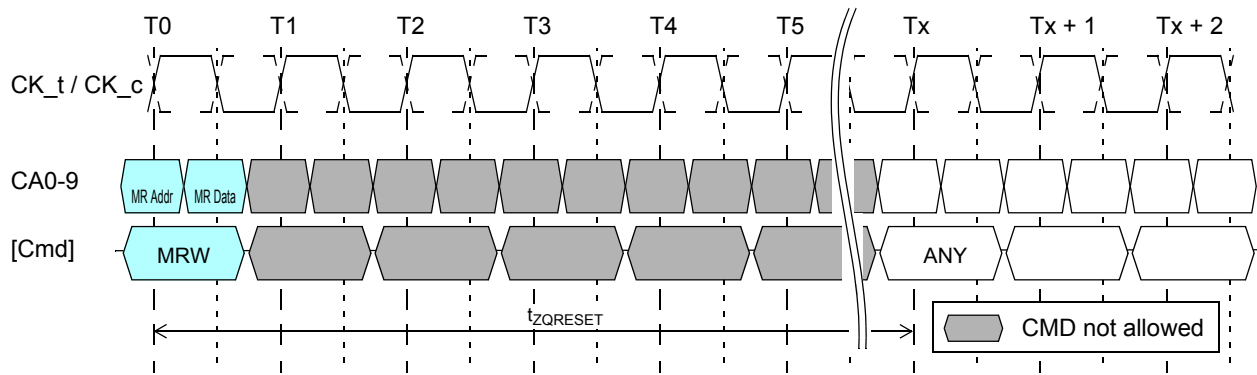 T0 T1 T2 T3 T4 T5 Tx Tx + 1 Tx + 2
CK_t / CK_c
CA0-9 MR Addr MR Data
[Cmd] MRW ANY
tZQRESET
CMD not allowed